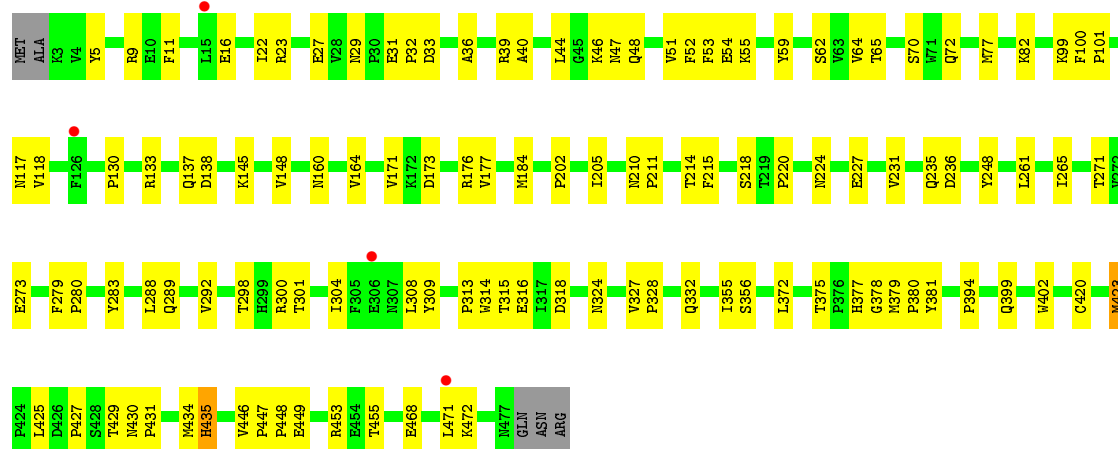 MET ALA K3 V4 Y5 R9 E10 F11 L15 E16 I22 R23 E27 V28 N29 P30 E31 P32 D33 A36 R39 A40 L44 G45 K46 N47 Q48 V51 F52 F53 E54 K55 Y59 S62 V63 V64 T65 S70 W71 Q72 M77 K82 K99 F100 P101
N117 V118 F126 P130 R133 Q137 D138 K145 V148 N160 V164 V171 K172 D173 R176 V177 M184 P202 I205 N210 P211 T214 F215 S218 T219 P220 N224 E227 V231 Q235 D236 Y248 L261 I265 T271
E273 F279 P280 Y283 L288 Q289 V292 T298 H299 R300 T301 I304 F305 E306 N307 L308 Y309 P313 W314 T315 E316 I317 D318 N324 V327 P328 Q332 I355 S356 L372 T375 P376 H377 G378 M379 P380 Y381 P394 Q399 W402 C420 M423
P424 L425 D426 P427 S428 T429 N430 P431 M434 H435 V446 P447 P448 E449 R453 E454 T455 E468 L471 K472 N477 GLN ASN ARG